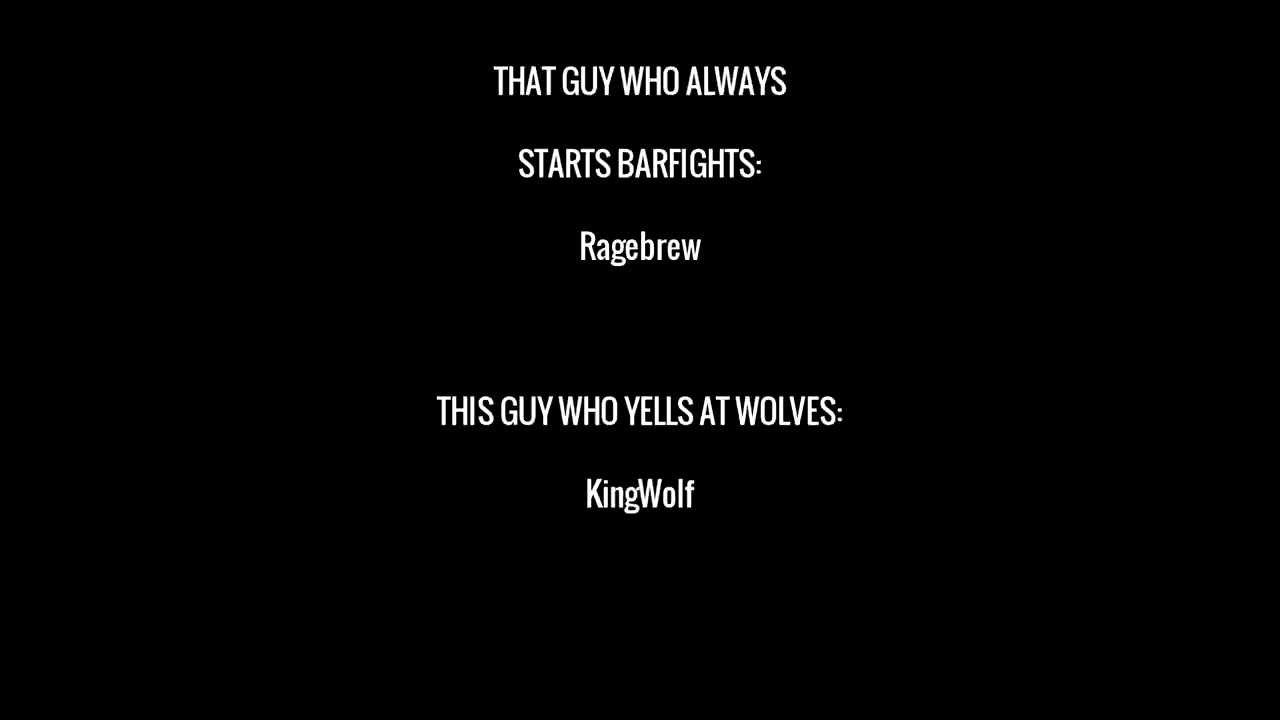 THAT GUY WHO ALWAYS
STARTS BARFIGHTS:
Ragebrew
THIS GUY WHO YELLS AT WOLVES:
KingWolf